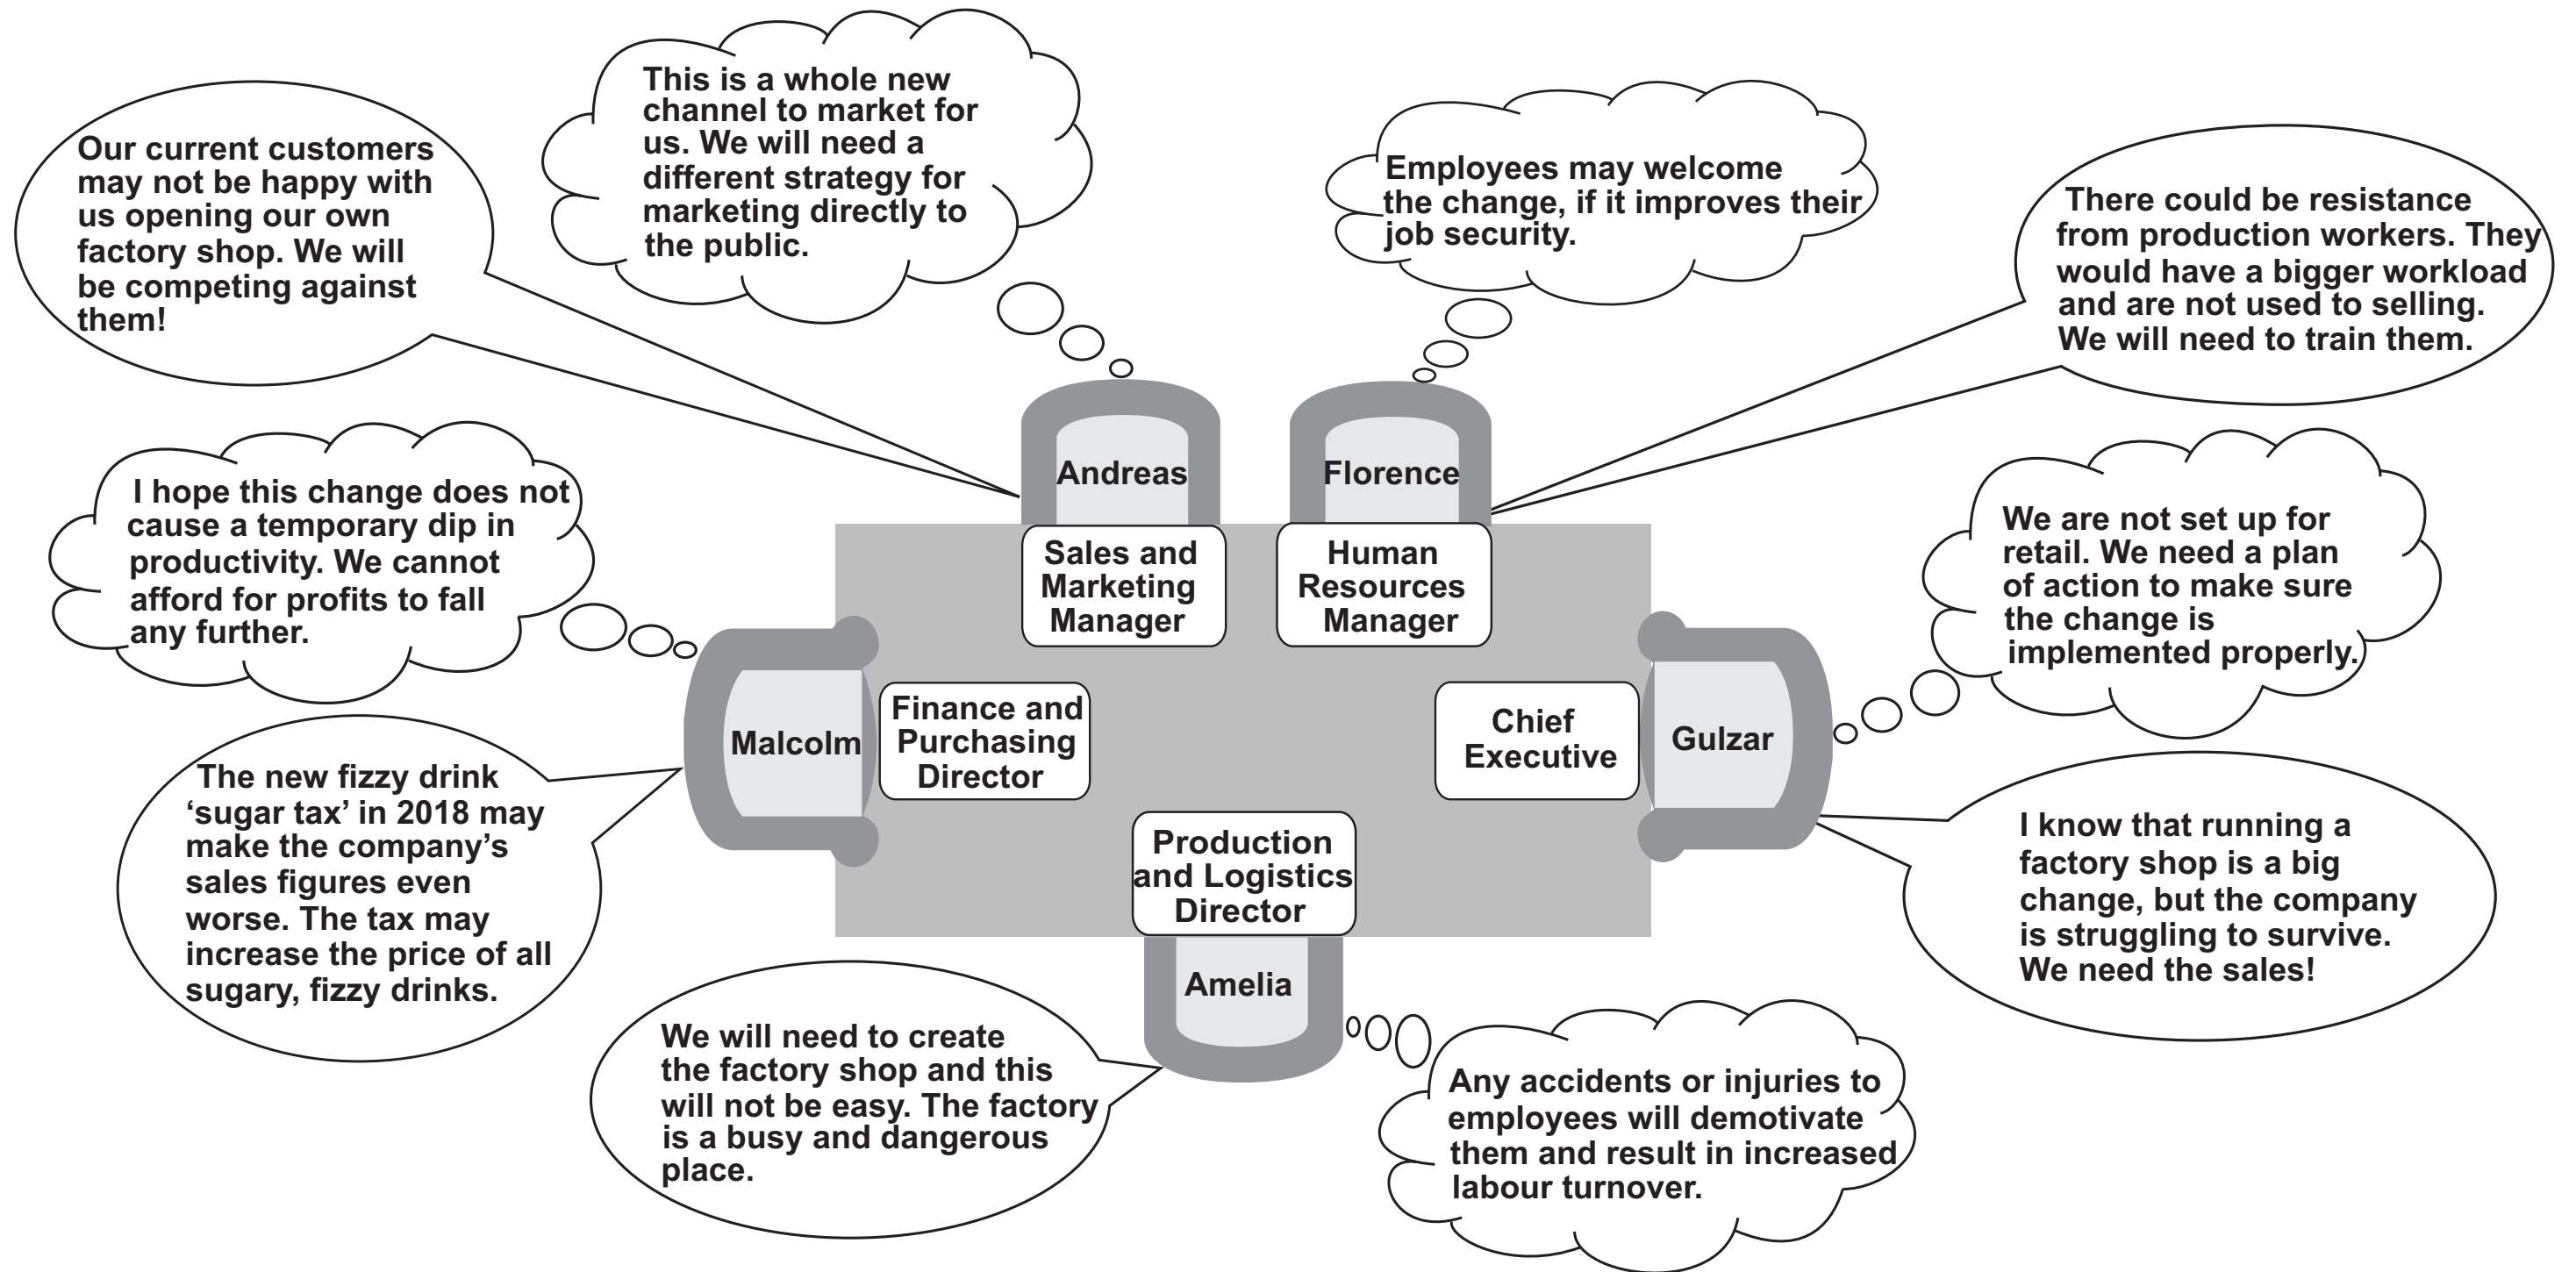 This is a whole new
channel to market for
us. We will need a
different strategy for
marketing directly to
the public.
Our current customers
may not be happy with
us opening our own
factory shop. We will
be competing against
them!
Employees may welcome
the change, if it improves their
job security.
There could be resistance
from production workers. They
would have a bigger workload
and are not used to selling.
We will need to train them.
I hope this change does not
cause a temporary dip in
productivity. We cannot
afford for profits to fall
any further.
Andreas
Florence
We are not set up for
retail. We need a plan
of action to make sure
the change is
implemented properly.
Sales and
Marketing
Manager
Human
Resources
Manager
Malcolm
Finance and
Purchasing
Director
Chief
Executive
Gulzar
The new fizzy drink
‘sugar tax’ in 2018 may
make the company’s
sales figures even
worse. The tax may
increase the price of all
sugary, fizzy drinks.
Production
and Logistics
Director
Amelia
I know that running a
factory shop is a big
change, but the company
is struggling to survive.
We need the sales!
We will need to create
the factory shop and this
will not be easy. The factory
is a busy and dangerous
place.
Any accidents or injuries to
employees will demotivate
them and result in increased
labour turnover.